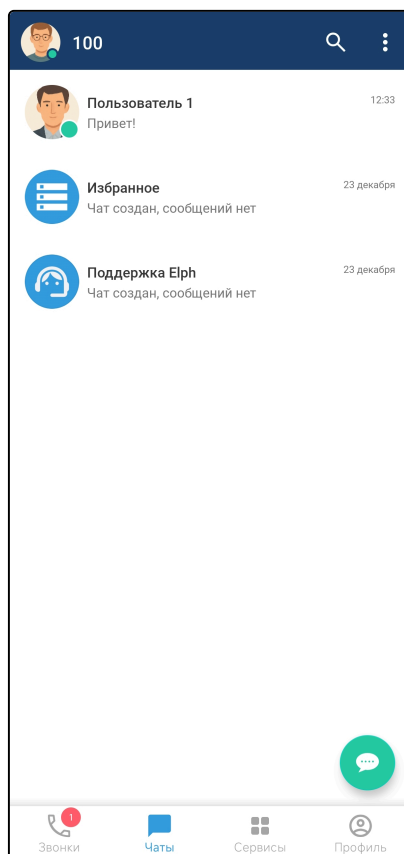 100
Пользователь 1
12:33
Привет!
Избранное
23 декабря
Чат создан, сообщений нет
Поддержка Elph
23 декабря
Чат создан, сообщений нет
1
Звонки
Чаты
Сервисы
Профиль